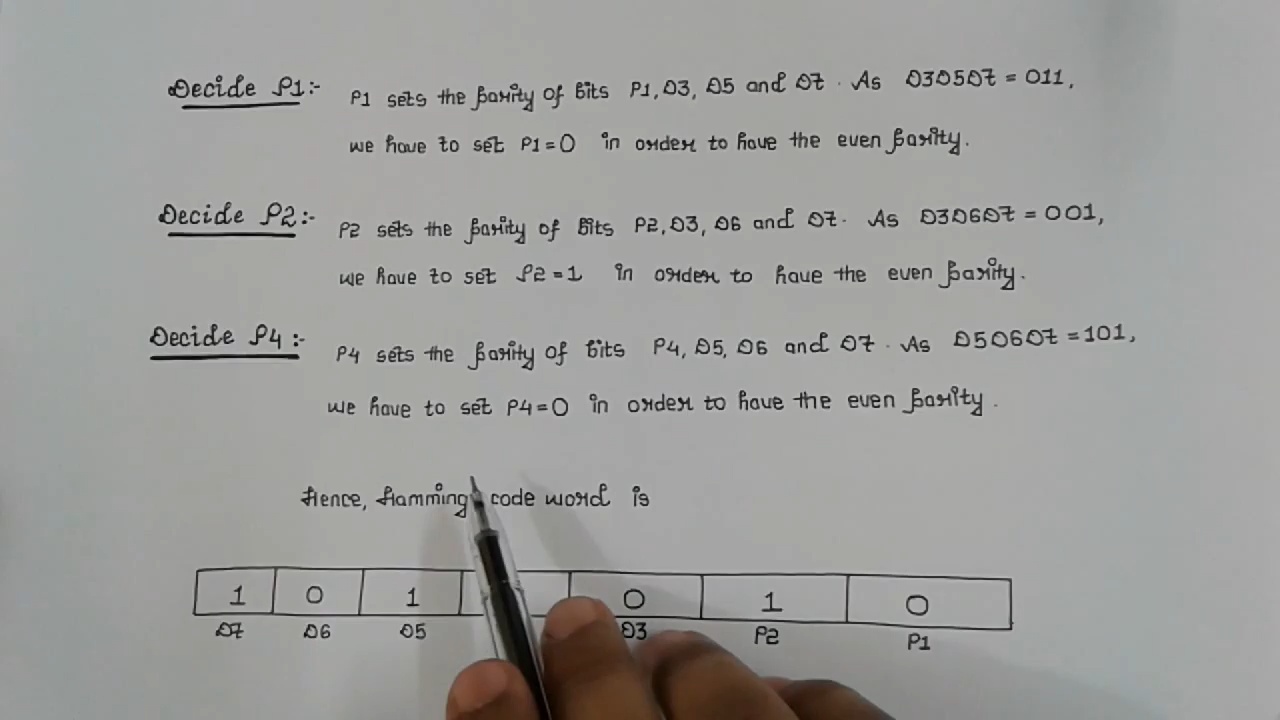 Decide P1:- P1 sets the parity of bits P1, D3, D5 and D7. As D3D5D7 = 011,
we have to set P1=0 in order to have the even parity.
Decide P2:- P2 sets the parity of bits P2, D3, D6 and D7. As D3D6D7 = 001,
we have to set P2=1 in order to have the even parity.
Decide P4:- P4 sets the parity of bits P4, D5, D6 and D7. As D5D6D7 = 101,
we have to set P4=0 in order to have the even parity.
Hence, Hamming code word is
1 0 1 0 1 0
D7 D6 D5 D3 P2 P1